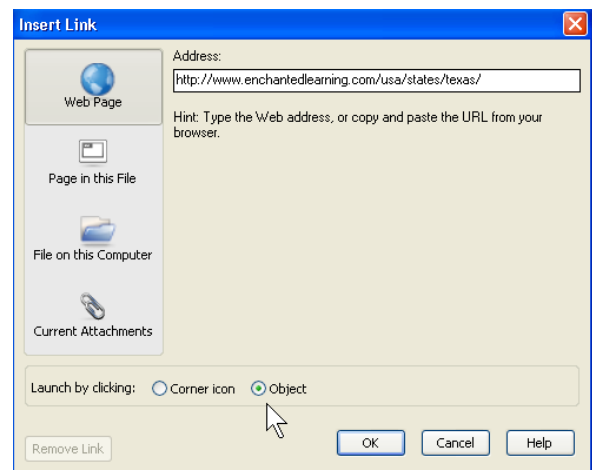 Insert Link
Address:
http://www.enchantedlearning.com/usa/states/texas/
Web Page
Hint: Type the Web address, or copy and paste the URL from your
browser.
Page in this File
File on this Computer
Current Attachments
Launch by clicking: Corner icon Object
Remove Link OK Cancel Help